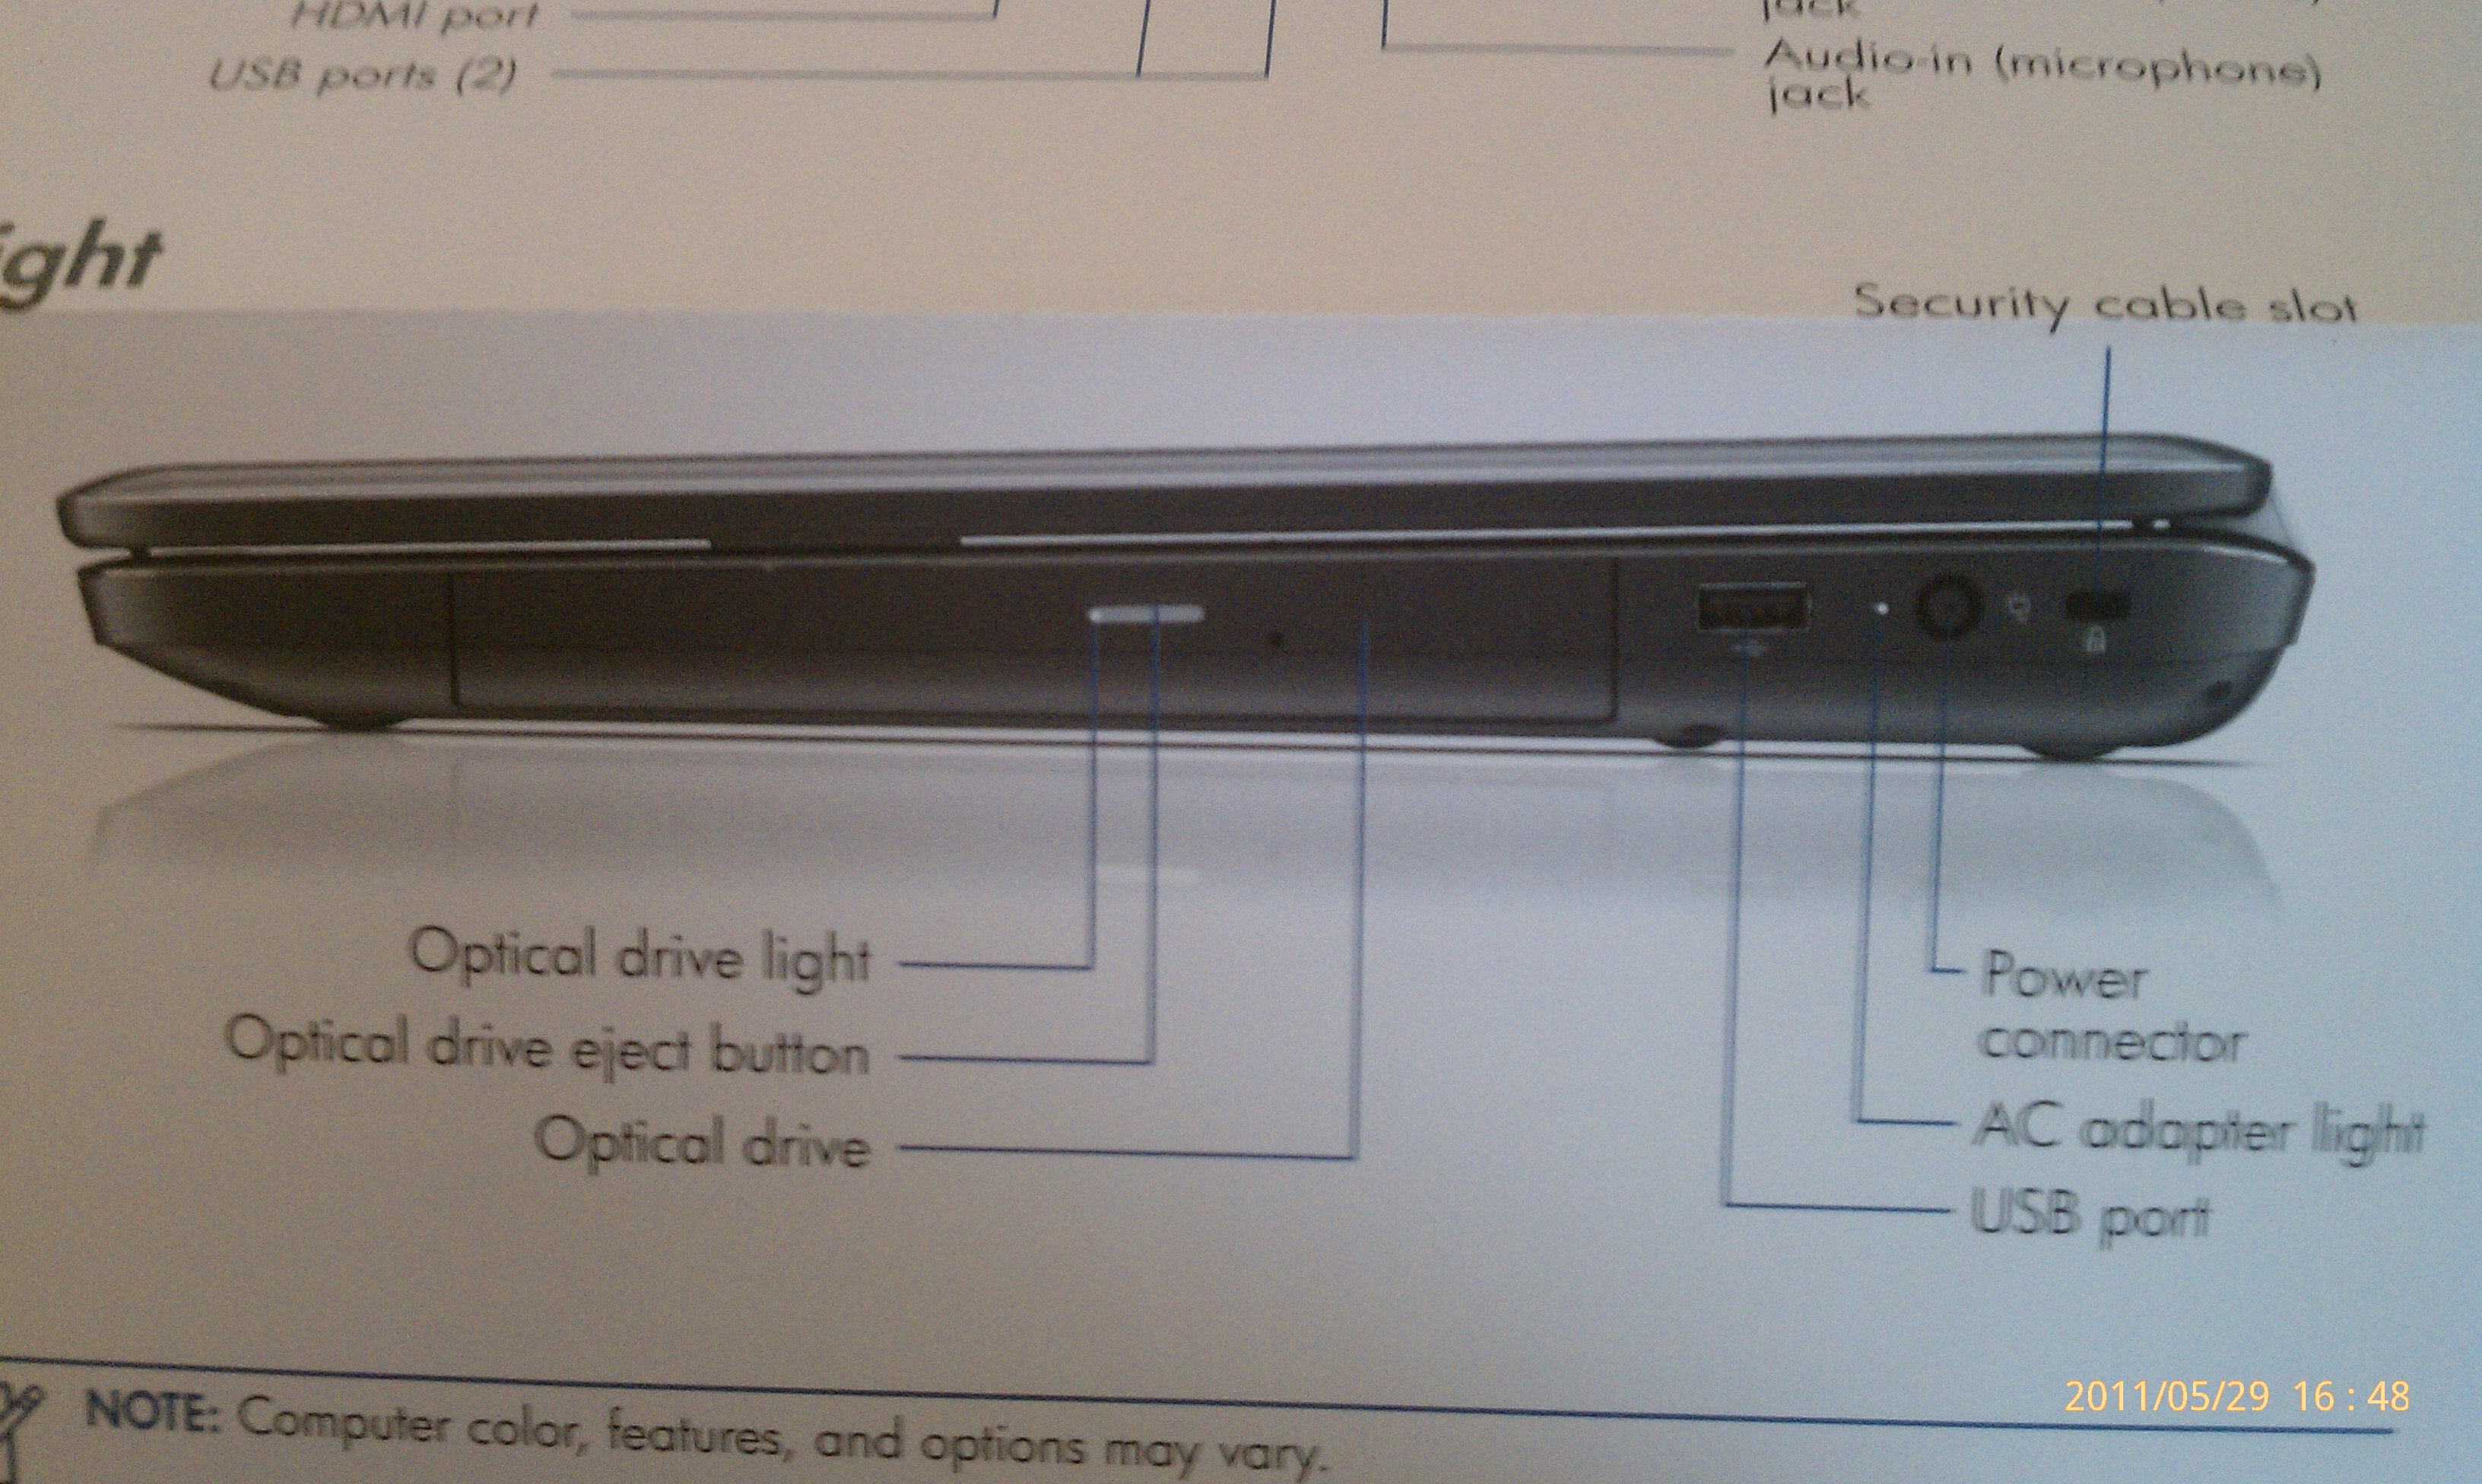 HDMI port
USB ports (2)
jack
Audio-in (microphone)
jack
ight
Security cable slot
Optical drive light
Optical drive eject button
Optical drive
Power
connector
AC adapter light
USB port
NOTE: Computer color, features, and options may vary.
2011/05/29 16:48